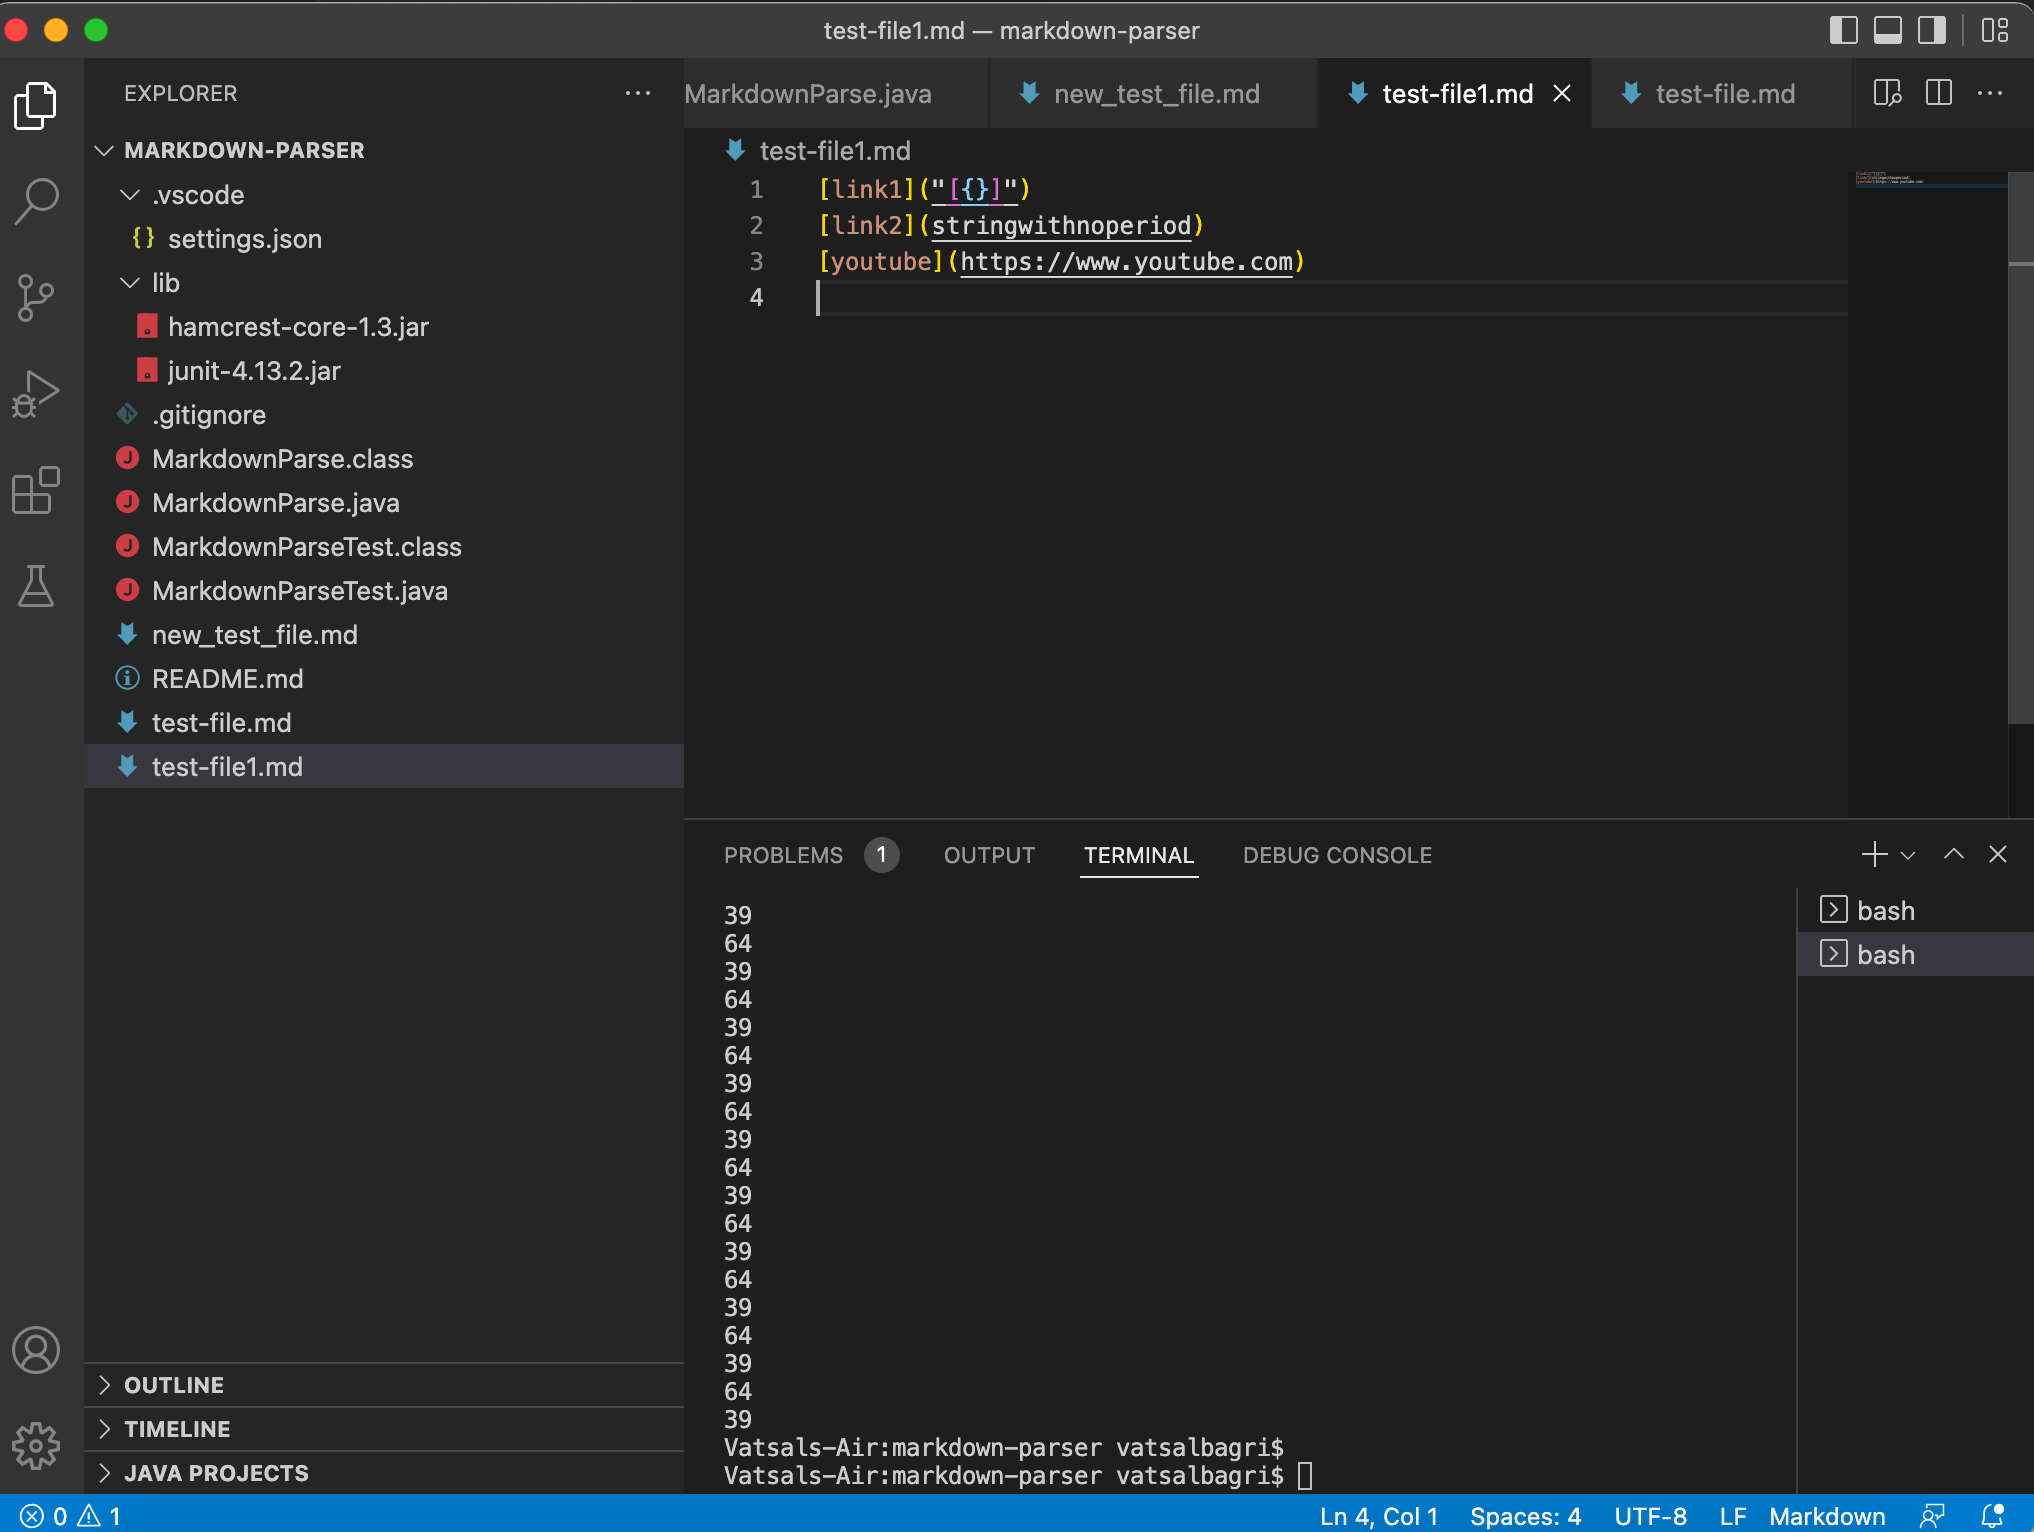 test-file1.md — markdown-parser
EXPLORER
MARKDOWN-PARSER
.vscode
{} settings.json
lib
hamcrest-core-1.3.jar
junit-4.13.2.jar
.gitignore
J MarkdownParse.class
J MarkdownParse.java
J MarkdownParseTest.class
J MarkdownParseTest.java
new_test_file.md
README.md
test-file.md
test-file1.md
OUTLINE
TIMELINE
JAVA PROJECTS
MarkdownParse.java new_test_file.md test-file1.md test-file.md
test-file1.md
1 [link1]("[{}]")
2 [link2](stringwithnoperiod)
3 [youtube](https://www.youtube.com)
4
PROBLEMS 1 OUTPUT TERMINAL DEBUG CONSOLE
39
64
39
64
39
64
39
64
39
64
39
64
39
64
39
64
39
64
39
Vatsals-Air:markdown-parser vatsalbagri$
Vatsals-Air:markdown-parser vatsalbagri$
bash
bash
0 1 Ln 4, Col 1 Spaces: 4 UTF-8 LF Markdown